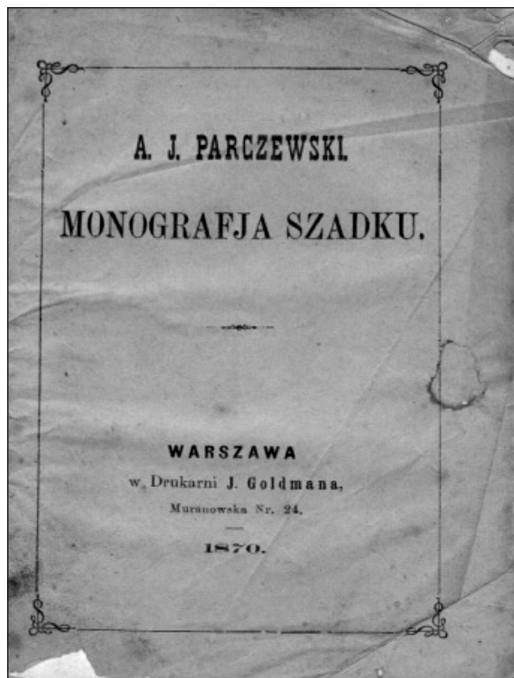 A. J. PARCZEWSKI.
MONOGRAFJA SZADKU.
WARSZAWA
w Drukarni J. Goldmana,
Muranowska Nr. 24.
1870.